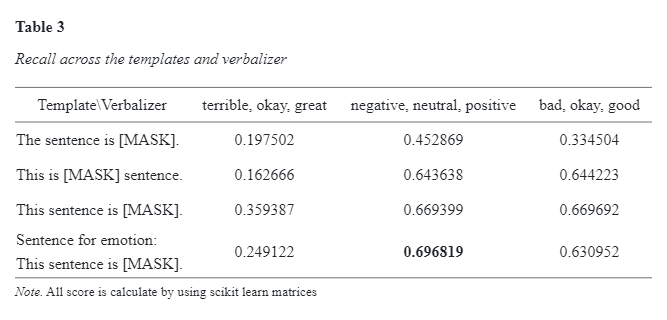 Table 3
Recall across the templates and verbalizer
Template\Verbalizer terrible, okay, great negative, neutral, positive bad, okay, good
The sentence is [MASK]. 0.197502 0.452869 0.334504
This is [MASK] sentence. 0.162666 0.643638 0.644223
This sentence is [MASK]. 0.359387 0.669399 0.669692
Sentence for emotion:
This sentence is [MASK]. 0.249122 0.696819 0.630952
Note. All score is calculate by using scikit learn matrices